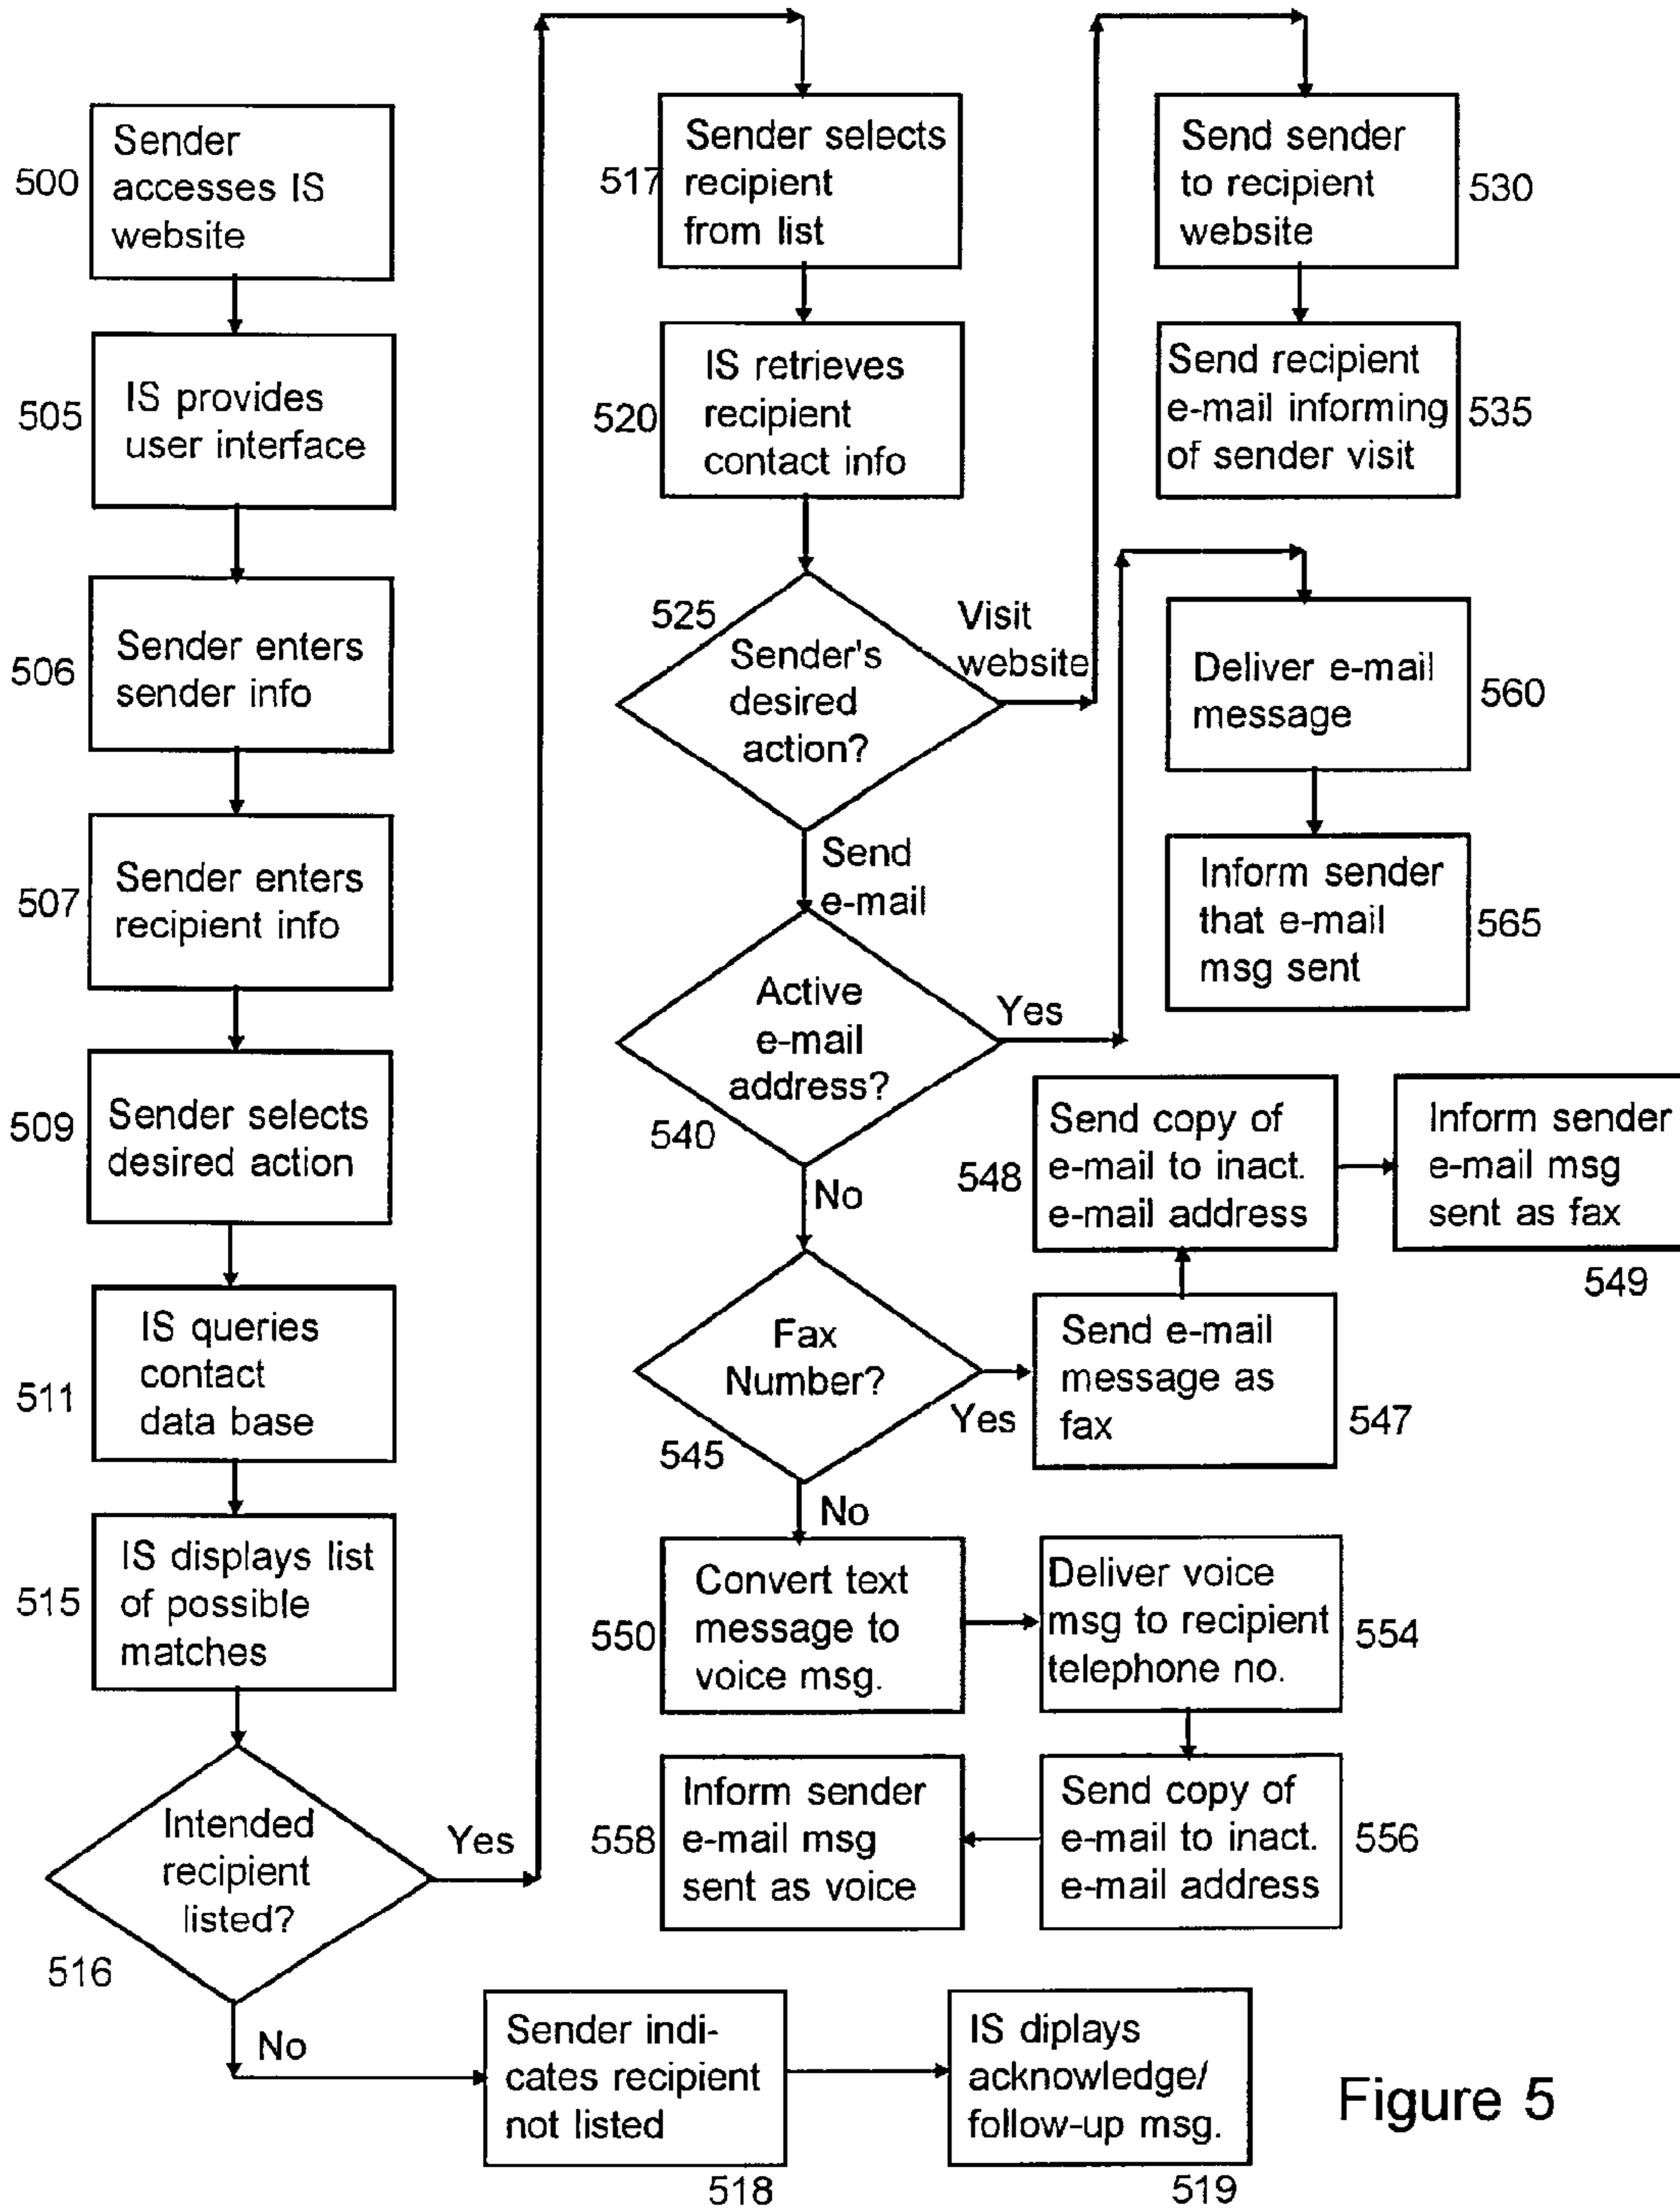 500
Sender
accesses IS
website
505
IS provides
user interface
506
Sender enters
sender info
507
Sender enters
recipient info
509
Sender selects
desired action
511
IS queries
contact
data base
515
IS displays list
of possible
matches
Intended
recipient
listed?
516
Yes
No
Sender indi-
cates recipient
not listed
518
IS diplays
acknowledge/
follow-up msg.
519
517
Sender selects
recipient
from list
520
IS retrieves
recipient
contact info
525
Sender's
desired
action?
Visit
website
Send
e-mail
Send sender
to recipient
website
530
Send recipient
e-mail informing
of sender visit
535
Active
e-mail
address?
540
Yes
No
Deliver e-mail
message
560
Inform sender
that e-mail
msg sent
565
Fax
Number?
545
Yes
No
Send e-mail
message as
fax
547
548
Send copy of
e-mail to inact.
e-mail address
Inform sender
e-mail msg
sent as fax
549
550
Convert text
message to
voice msg.
Deliver voice
msg to recipient
telephone no.
554
Send copy of
e-mail to inact.
e-mail address
556
558
Inform sender
e-mail msg
sent as voice
Figure 5